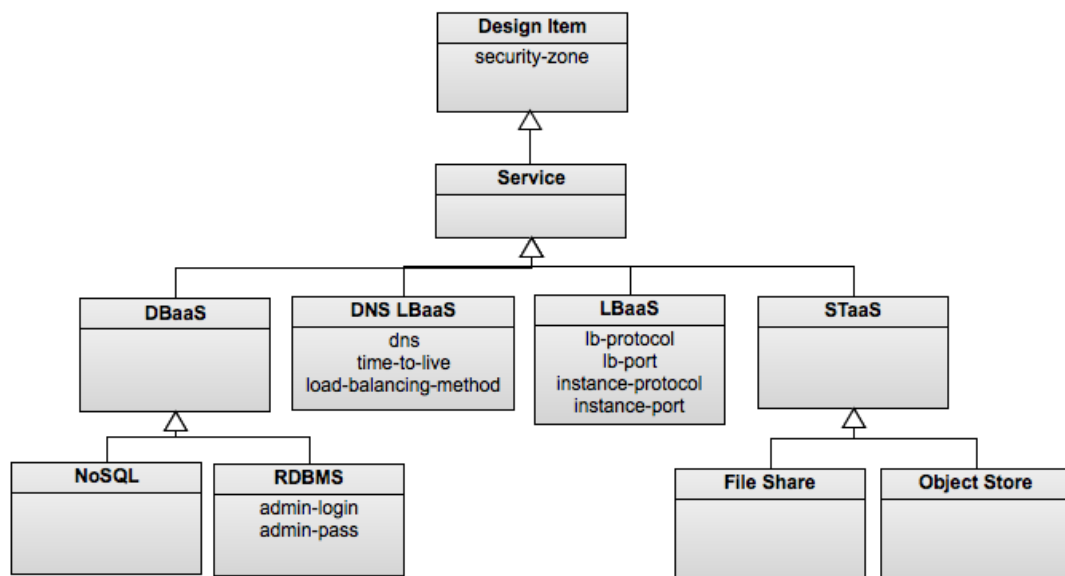 Design Item
security-zone
Service
DBaaS
DNS LBaaS
dns
time-to-live
load-balancing-method
LBaaS
lb-protocol
lb-port
instance-protocol
instance-port
STaaS
NoSQL
RDBMS
admin-login
admin-pass
File Share
Object Store